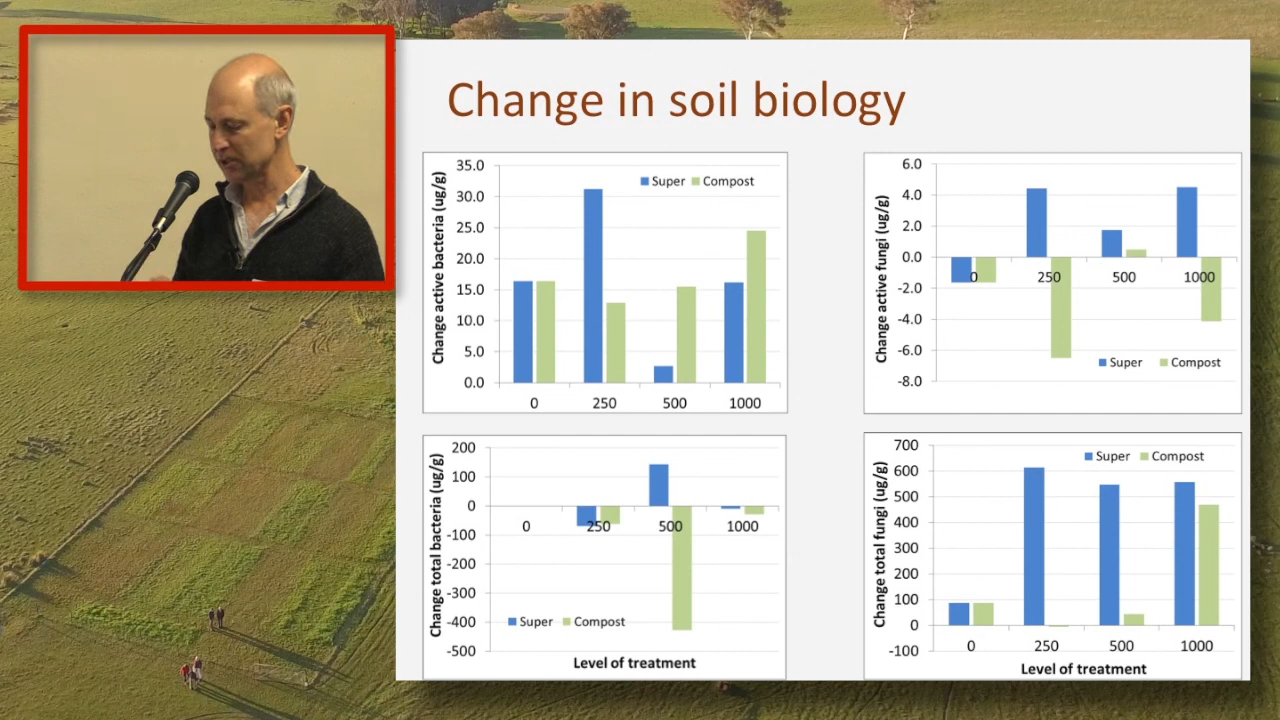 Change in soil biology
Change active bacteria (ug/g)
35.0
30.0
25.0
20.0
15.0
10.0
5.0
0.0
Super Compost
0 250 500 1000
Change active fungi (ug/g)
6.0
4.0
2.0
0.0
-2.0
-4.0
-6.0
-8.0
0 250 500 1000
Super Compost
Change total bacteria (ug/g)
200
100
0
-100
-200
-300
-400
-500
0 250 500 1000
Super Compost
Level of treatment
Change total fungi (ug/g)
700
600
500
400
300
200
100
0
-100
Super Compost
0 250 500 1000
Level of treatment